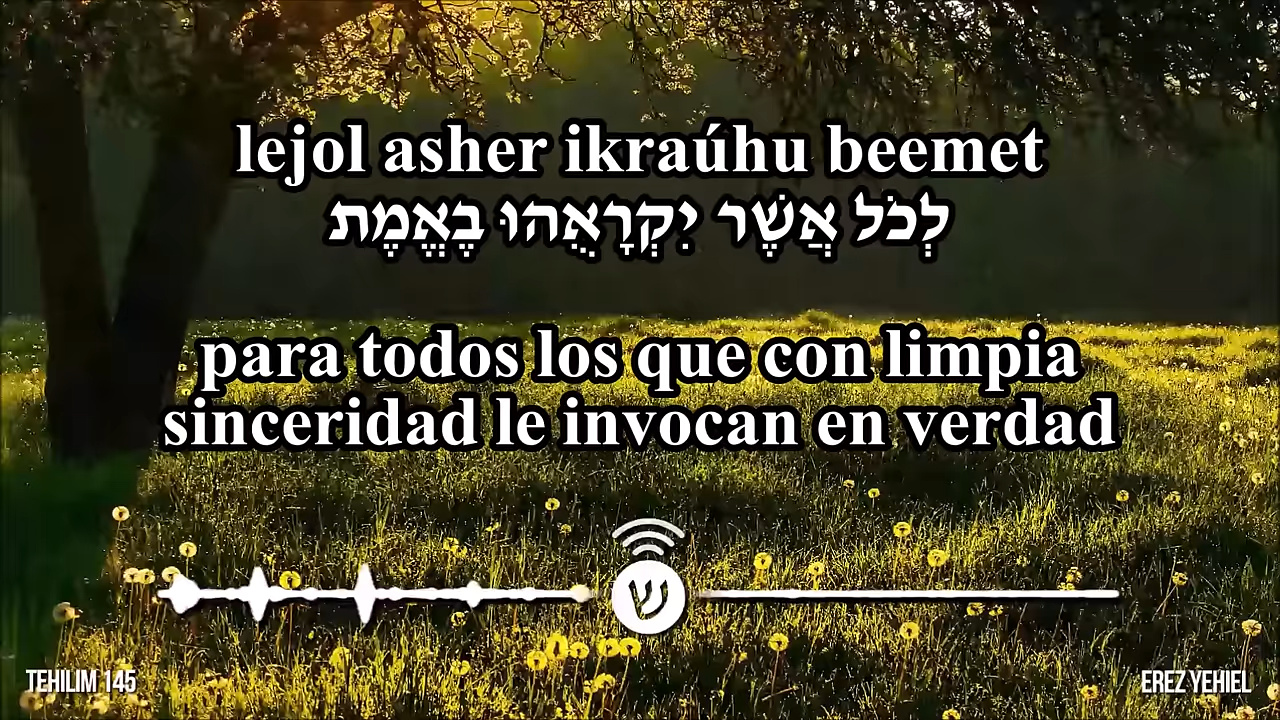 lejol asher ikraúhu beemet
לְכֹל אֲשֶׁר יִקְרָאֻהוּ בֶאֱמֶת
para todos los que con limpia
sinceridad le invocan en verdad
ש
TEHILIM 145
EREZ YEHIEL